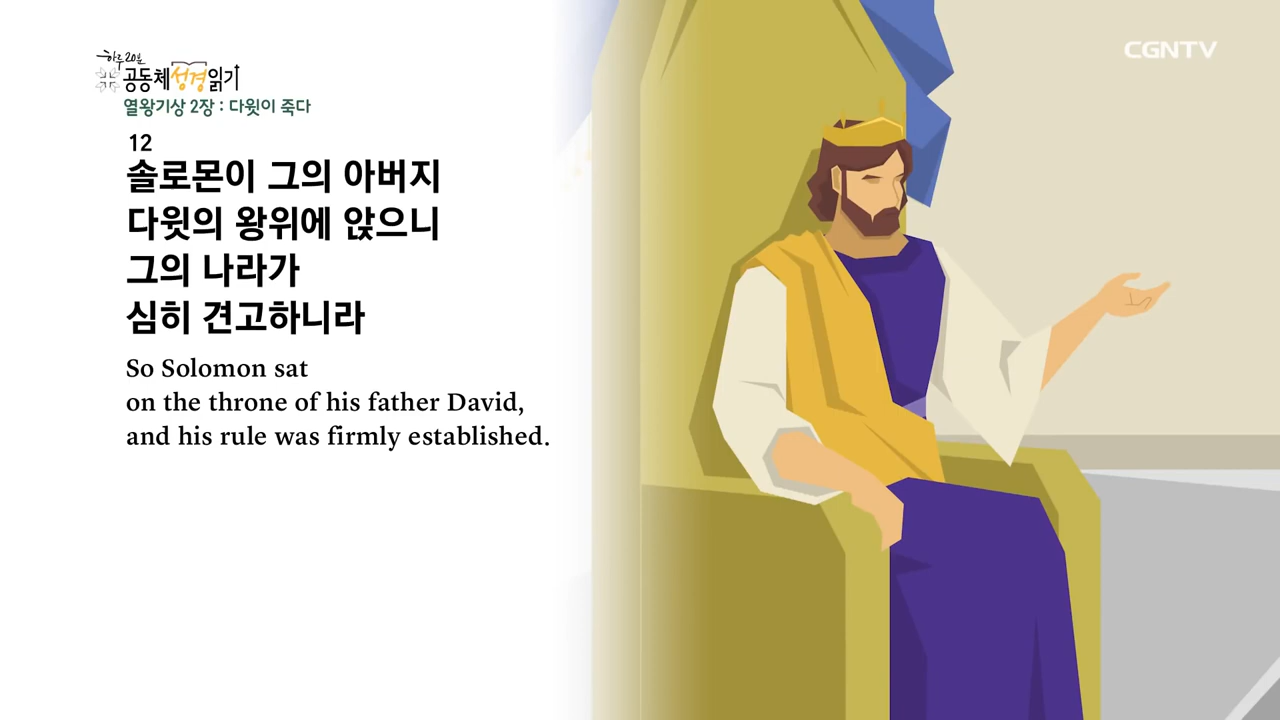 하루 20분
공동체성경읽기
열왕기상 2장 : 다윗이 죽다
CGNTV
12
솔로몬이 그의 아버지
다윗의 왕위에 앉으니
그의 나라가
심히 견고하니라
So Solomon sat
on the throne of his father David,
and his rule was firmly established.